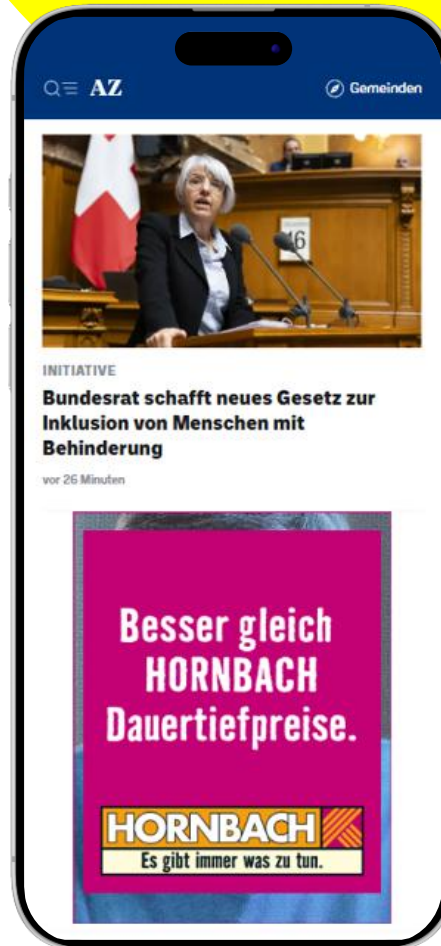 AZ
Gemeinden
16
INITIATIVE
Bundesrat schafft neues Gesetz zur
Inklusion von Menschen mit
Behinderung
vor 26 Minuten
Besser gleich
HORNBACH
Dauertiefpreise.
HORNBACH
Es gibt immer was zu tun.